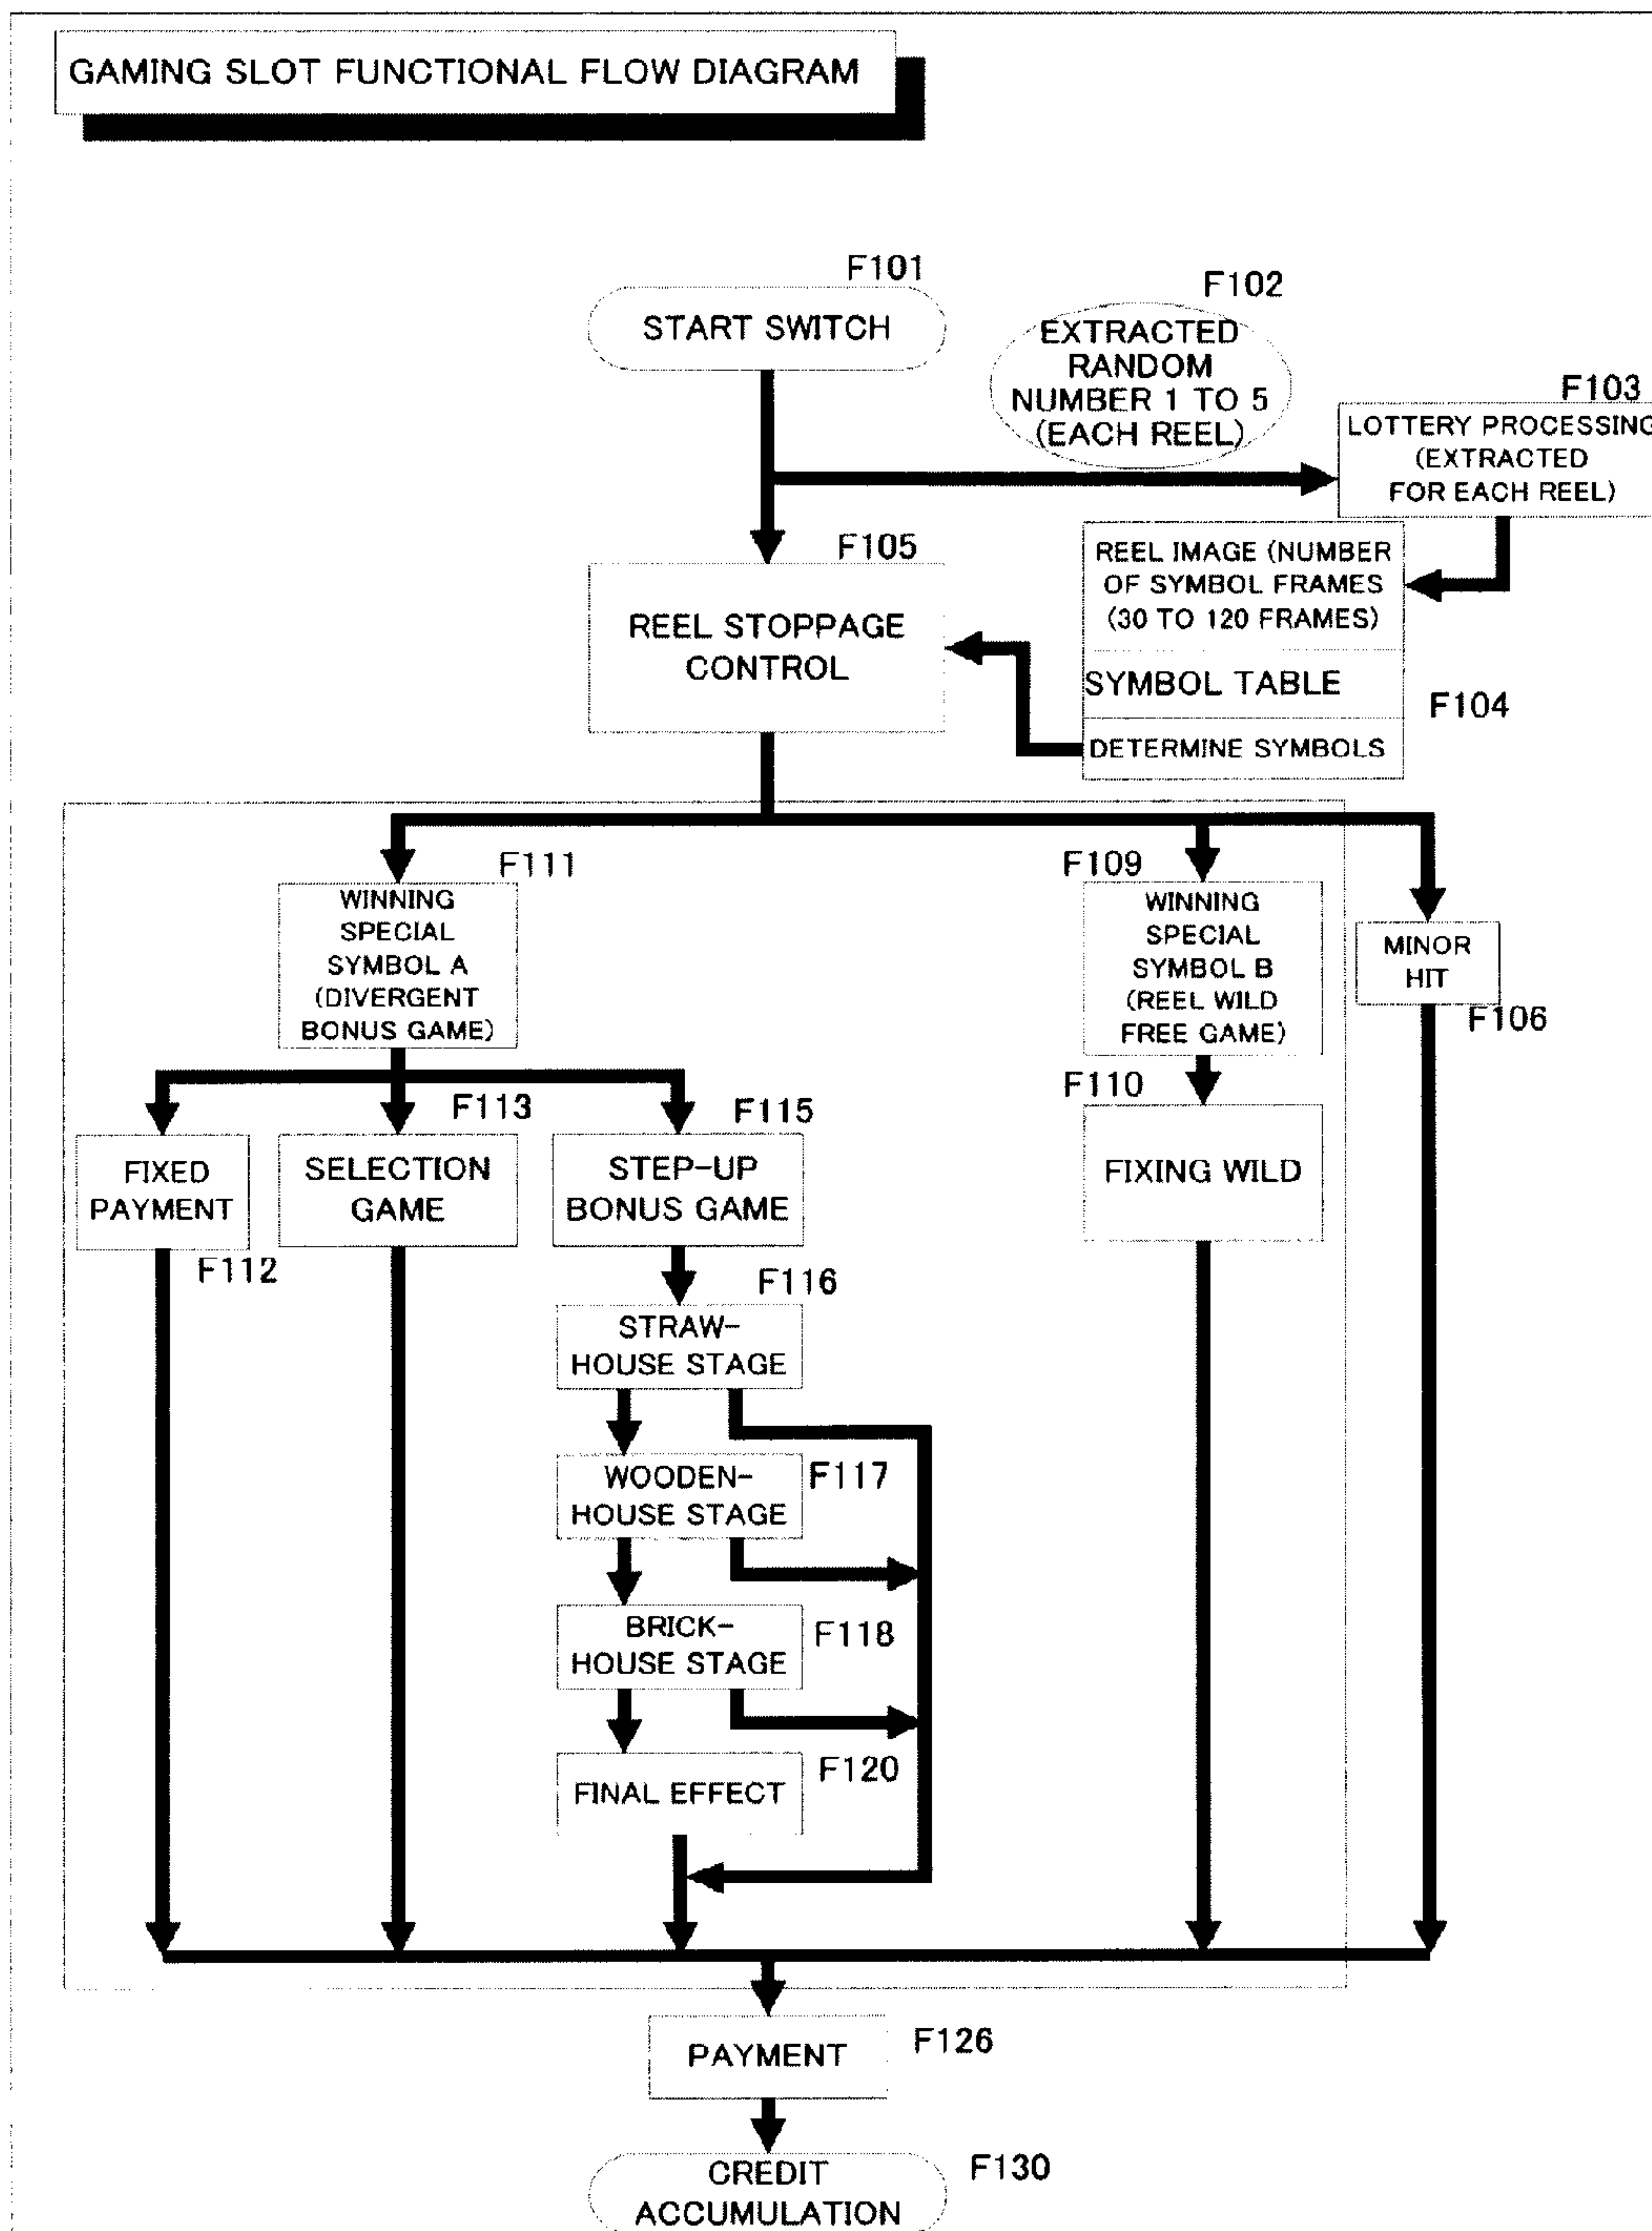 GAMING SLOT FUNCTIONAL FLOW DIAGRAM
F101
START SWITCH
F102
EXTRACTED
RANDOM
NUMBER 1 TO 5
(EACH REEL)
F103
LOTTERY PROCESSING
(EXTRACTED
FOR EACH REEL)
F105
REEL STOPPAGE
CONTROL
REEL IMAGE (NUMBER
OF SYMBOL FRAMES
(30 TO 120 FRAMES)
SYMBOL TABLE
F104
DETERMINE SYMBOLS
F111
WINNING
SPECIAL
SYMBOL A
(DIVERGENT
BONUS GAME)
F109
WINNING
SPECIAL
SYMBOL B
(REEL WILD
FREE GAME)
MINOR
HIT
F106
F113
F115
F110
FIXED
PAYMENT
F112
SELECTION
GAME
STEP-UP
BONUS GAME
FIXING WILD
F116
STRAW-
HOUSE STAGE
WOODEN-
HOUSE STAGE
F117
BRICK-
HOUSE STAGE
F118
FINAL EFFECT
F120
PAYMENT
F126
CREDIT
ACCUMULATION
F130